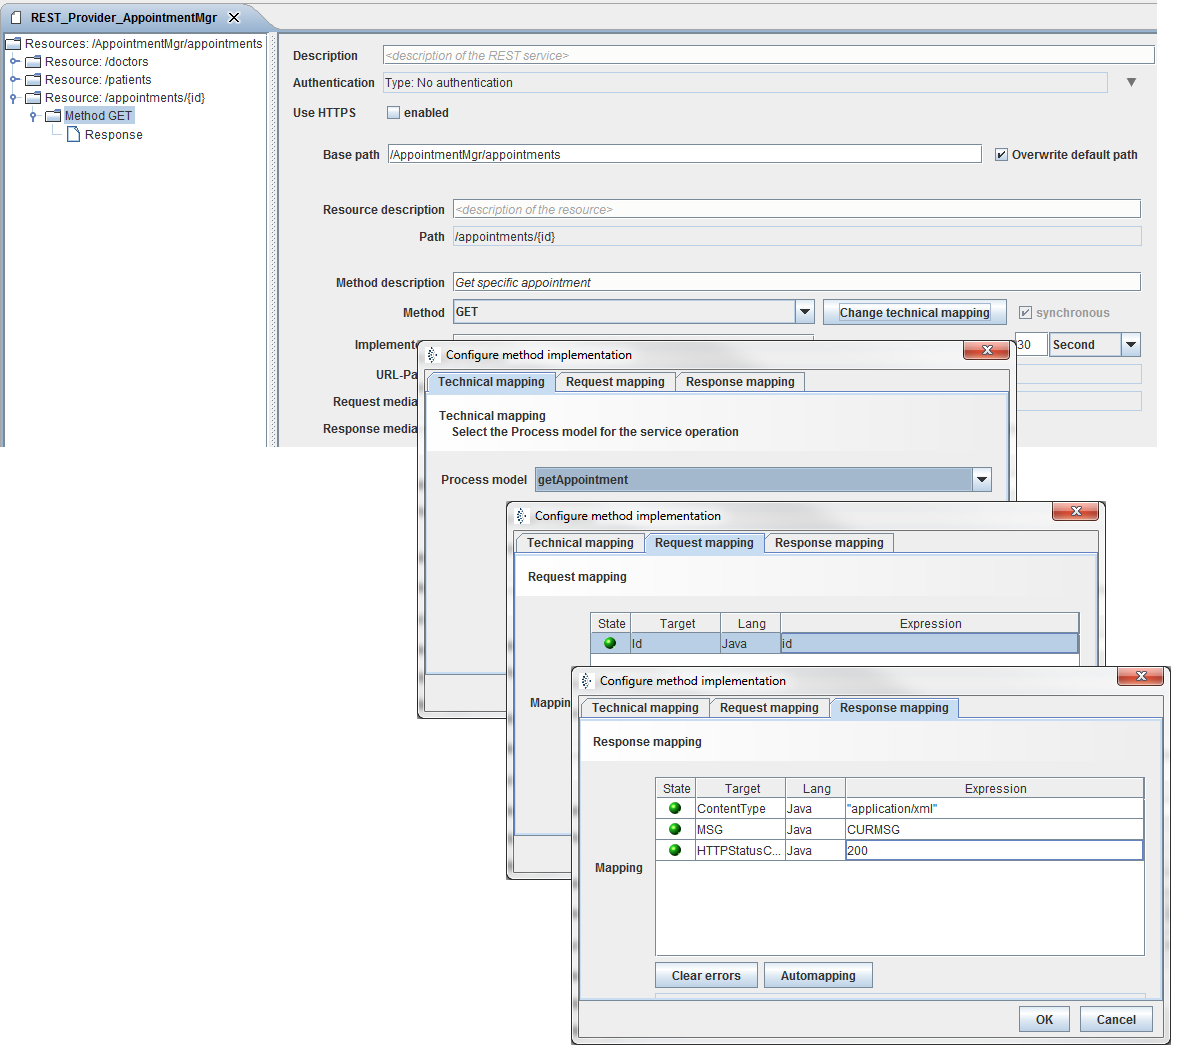 REST_Provider_AppointmentMgr
Resources: /AppointmentMgr/appointments
Resource: /doctors
Resource: /patients
Resource: /appointments/{id}
Method GET
Response
Description <description of the REST service>
Authentication Type: No authentication
Use HTTPS enabled
Base path /AppointmentMgr/appointments Overwrite default path
Resource description <description of the resource>
Path /appointments/{id}
Method description Get specific appointment
Method GET Change technical mapping synchronous
Implemente 30 Second
URL-Pa
Request media
Response media
Configure method implementation
Technical mapping Request mapping Response mapping
Technical mapping
Select the Process model for the service operation
Process model getAppointment
Configure method implementation
Technical mapping Request mapping Response mapping
Request mapping
State Target Lang Expression
Id Java id
Mappin
Configure method implementation
Technical mapping Request mapping Response mapping
Response mapping
State Target Lang Expression
ContentType Java "application/xml"
MSG Java CURMSG
HTTPStatusC... Java 200
Mapping
Clear errors Automapping
OK Cancel